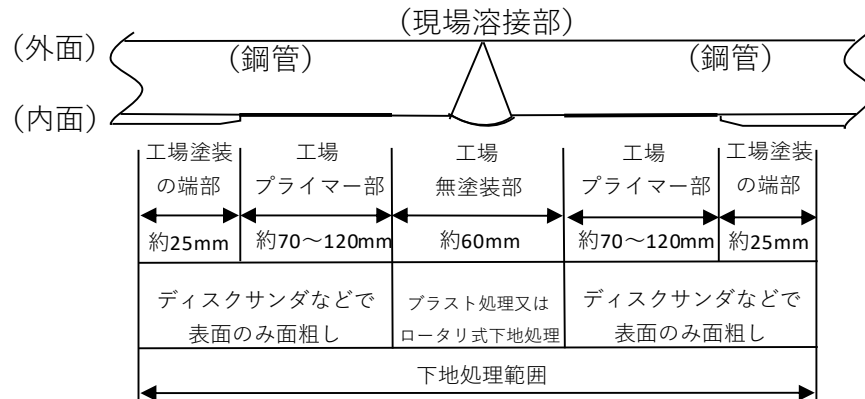 (現場溶接部)
(外面)
(鋼管)
(鋼管)
(内面)
工場塗装
の端部
工場
プライマー部
工場
無塗装部
工場
プライマー部
工場塗装
の端部
約25mm
約70～120mm
約60mm
約70～120mm
約25mm
ディスクサンダなどで
表面のみ面粗し
ブラスト処理又は
ロータリ式下地処理
ディスクサンダなどで
表面のみ面粗し
下地処理範囲